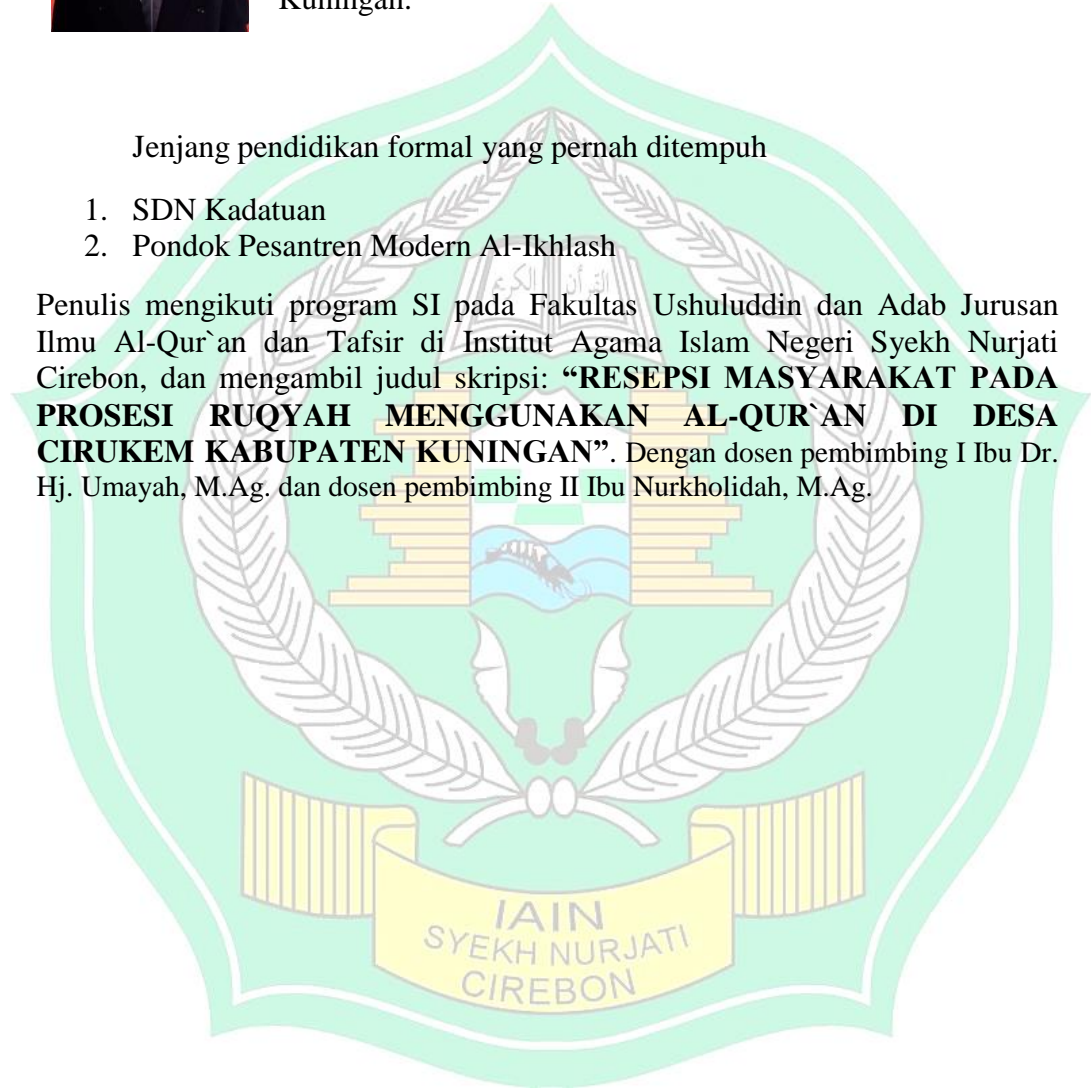 Kuningan.
Jenjang pendidikan formal yang pernah ditempuh
1. SDN Kadatuan
2. Pondok Pesantren Modern Al-Ikhlash
Penulis mengikuti program SI pada Fakultas Ushuluddin dan Adab Jurusan
Ilmu Al-Qur`an dan Tafsir di Institut Agama Islam Negeri Syekh Nurjati
Cirebon, dan mengambil judul skripsi: “RESEPSI MASYARAKAT PADA
PROSESI RUQYAH MENGGUNAKAN AL-QUR`AN DI DESA
CIRUKEM KABUPATEN KUNINGAN”. Dengan dosen pembimbing I Ibu Dr.
Hj. Umayah, M.Ag. dan dosen pembimbing II Ibu Nurkholidah, M.Ag.
القرآن الكريم
IAIN
SYEKH NURJATI
CIREBON